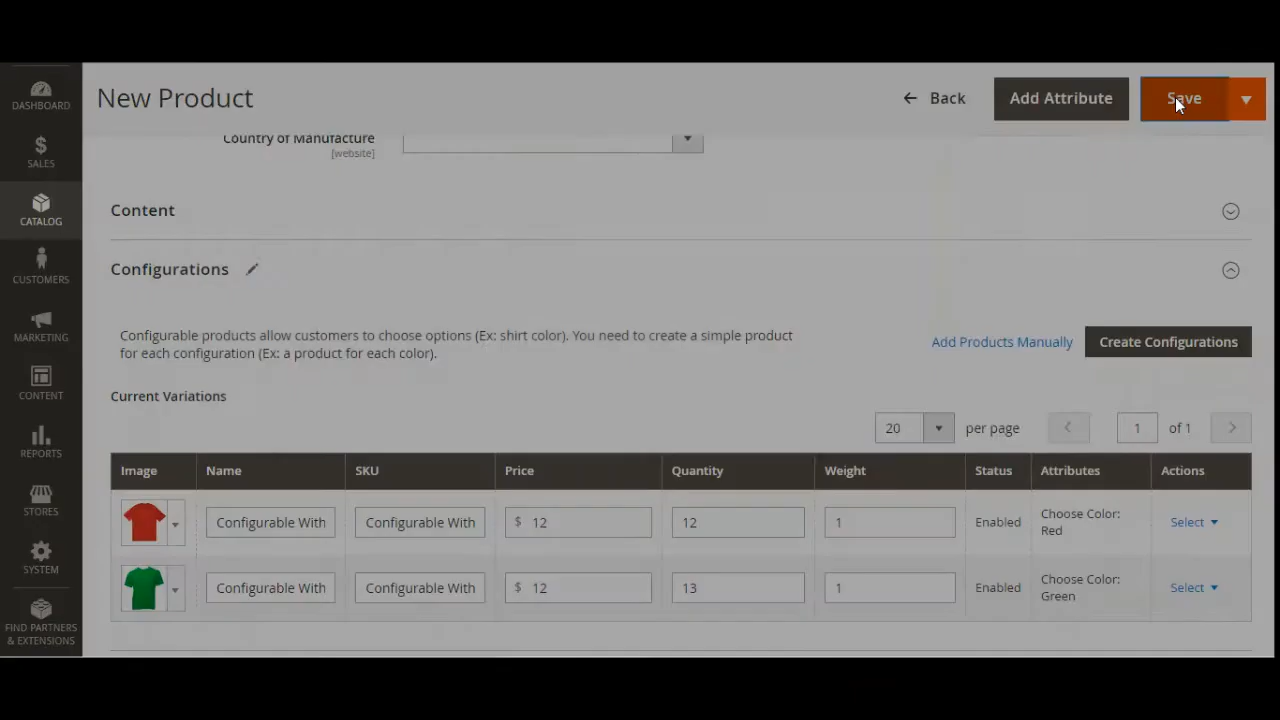 New Product
Back
Add Attribute
Save
DASHBOARD
SALES
CATALOG
CUSTOMERS
MARKETING
CONTENT
REPORTS
STORES
SYSTEM
FIND PARTNERS
& EXTENSIONS
Country of Manufacture
[website]
Content
Configurations
Configurable products allow customers to choose options (Ex: shirt color). You need to create a simple product
for each configuration (Ex: a product for each color).
Add Products Manually
Create Configurations
Current Variations
20 per page 1 of 1
Image Name SKU Price Quantity Weight Status Attributes Actions
Configurable With Configurable With $ 12 12 1 Enabled Choose Color: Red Select
Configurable With Configurable With $ 12 13 1 Enabled Choose Color: Green Select